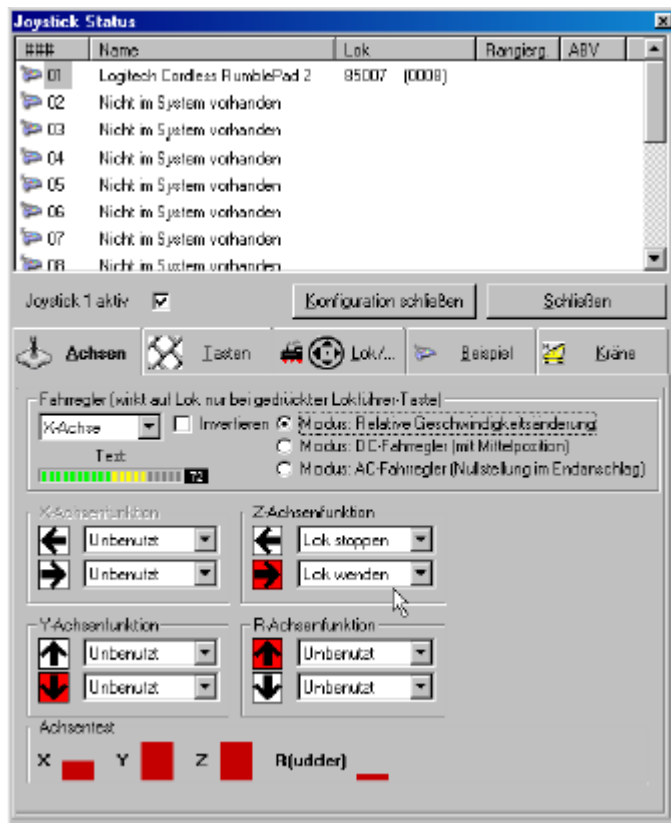 Joystick Status
### Name Lok Rangierg. ABV
01 Logitech Cordless RumblePad 2 85007 (0008)
02 Nicht im System vorhanden
03 Nicht im System vorhanden
04 Nicht im System vorhanden
05 Nicht im System vorhanden
06 Nicht im System vorhanden
07 Nicht im System vorhanden
08 Nicht im System vorhanden
Joystick 1 aktiv Konfiguration schließen Schließen
Achsen Tasten Lok/... Beispiel Kräne
Fahrregler (wirkt auf Lok nur bei gedrückter Lokführer-Taste)
X-Achse Invertieren Modus: Relative Geschwindigkeitsänderung
Modus: DC-Fahrregler (mit Mittelposition)
Test
Modus: AC-Fahrregler (Nullstellung im Endanschlag)
72
X-Achsenfunktion Z-Achsenfunktion
Unbenutzt Lok stoppen
Unbenutzt Lok wenden
Y-Achsenfunktion R-Achsenfunktion
Unbenutzt Unbenutzt
Unbenutzt Unbenutzt
Achsentest
X Y Z R(udder)